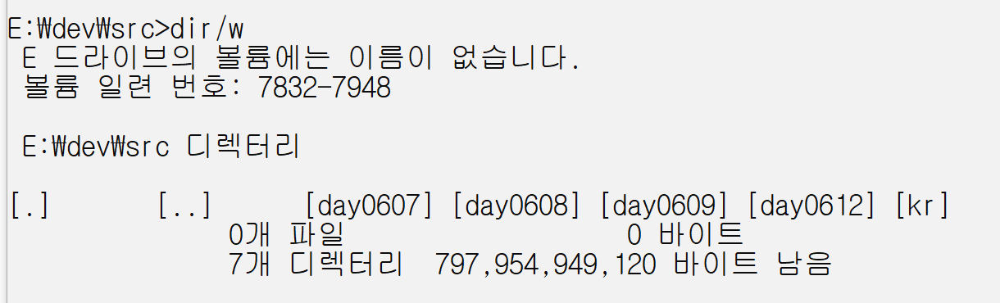 E:₩dev₩src>dir/w
E 드라이브의 볼륨에는 이름이 없습니다.
볼륨 일련 번호: 7832-7948
E:₩dev₩src 디렉터리
[.] [..] [day0607] [day0608] [day0609] [day0612] [kr]
0개 파일 0 바이트
7개 디렉터리 797,954,949,120 바이트 남음